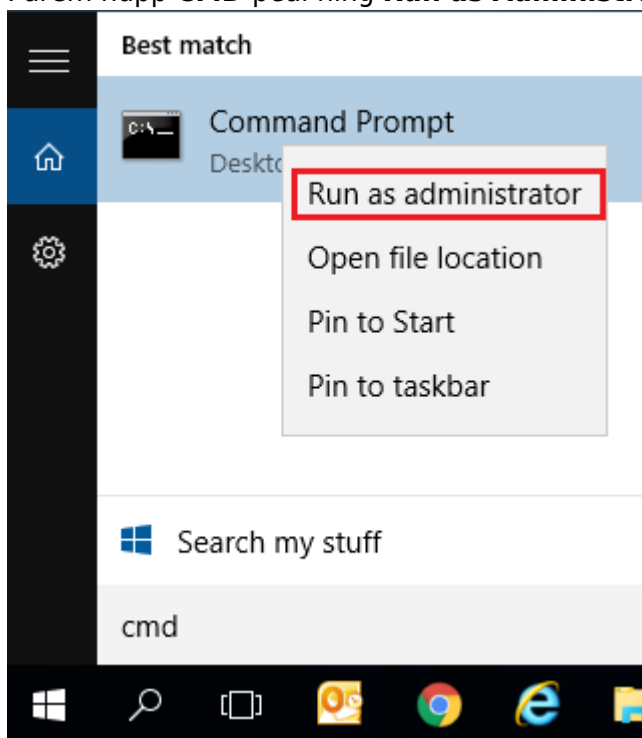 Best match
Command Prompt
Run as administrator
Open file location
Pin to Start
Pin to taskbar
Search my stuff
cmd